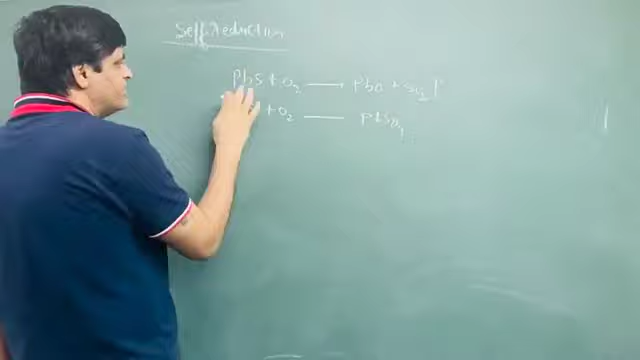 Self Reduction
PbS + O₂ ⟶ PbO + SO₂ ↑
+ O₂ ⟶ PbSO₄